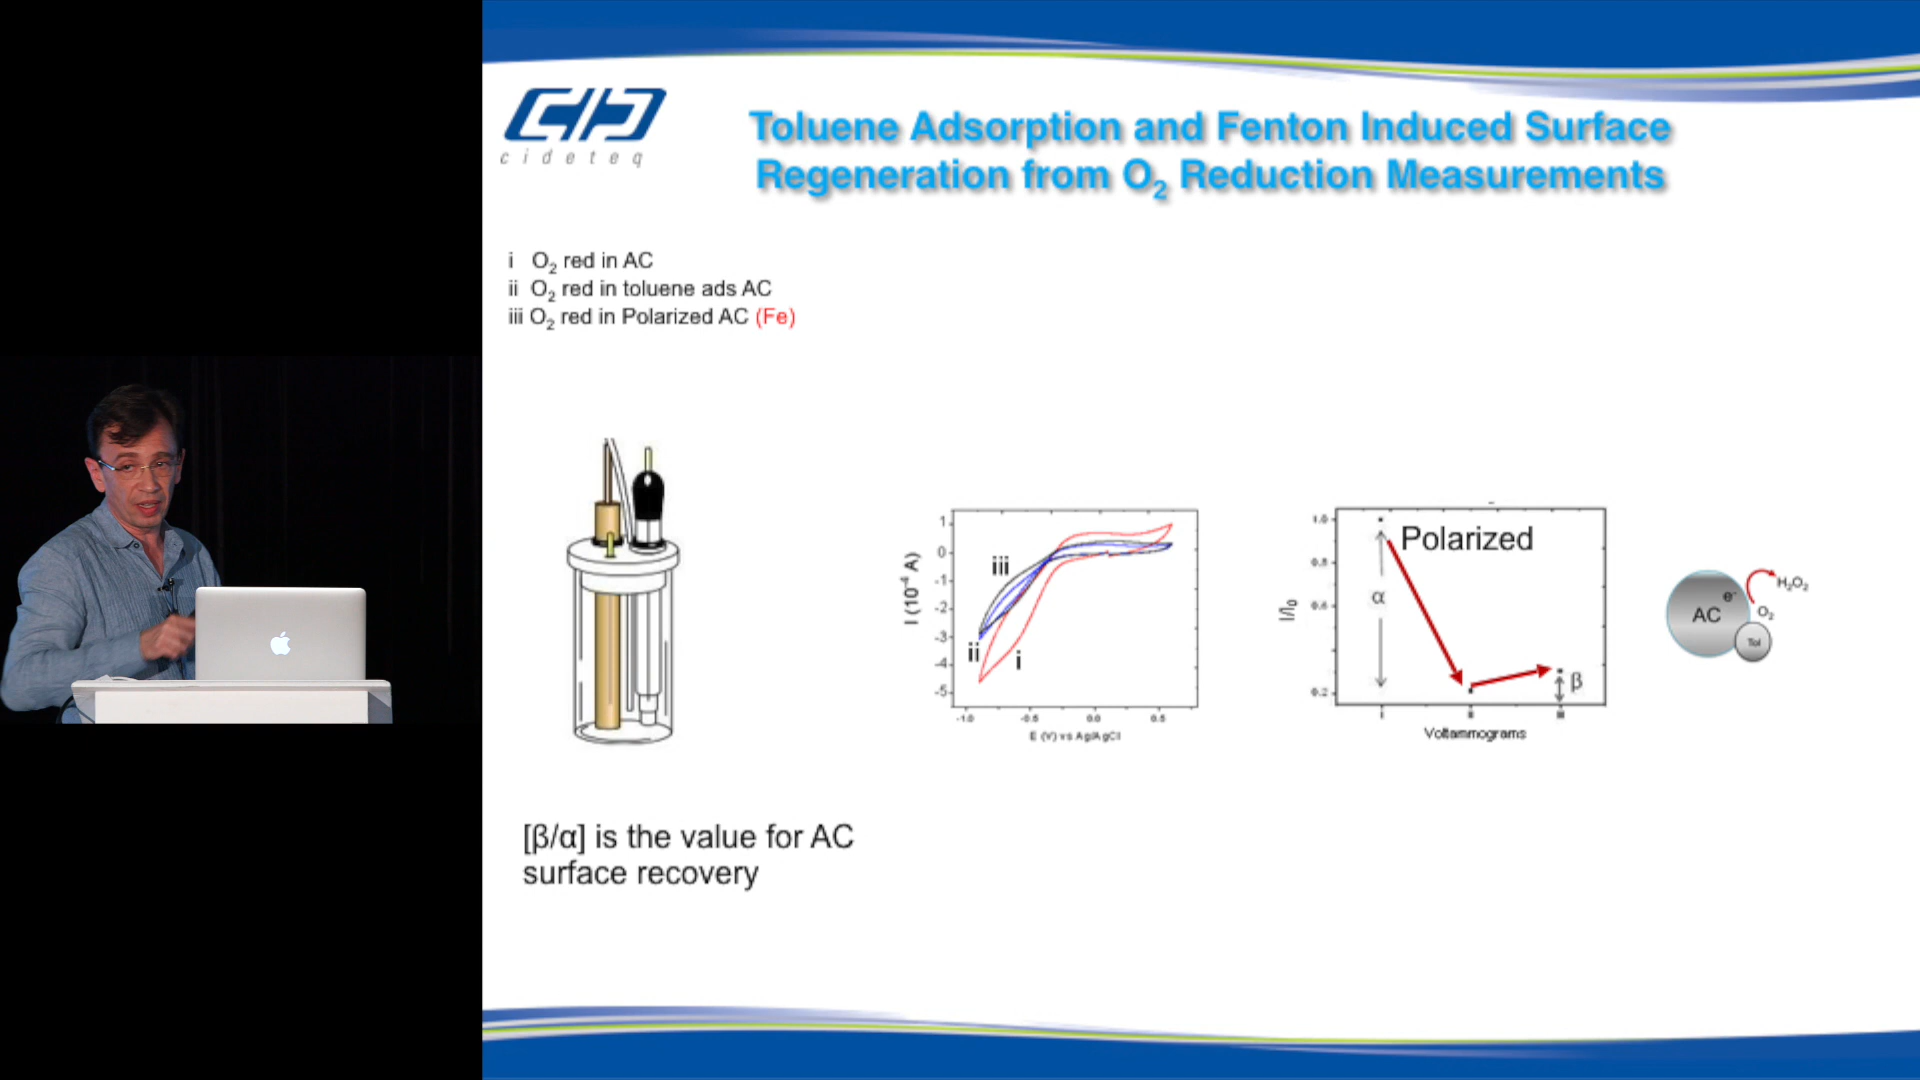 cideteq
Toluene Adsorption and Fenton Induced Surface
Regeneration from O₂ Reduction Measurements
i O₂ red in AC
ii O₂ red in toluene ads AC
iii O₂ red in Polarized AC (Fe)
I (10⁻⁴ A)
1
0
-1
-2
-3
-4
-5
iii
ii
i
-1.0 -0.5 0.0 0.5
E (V) vs Ag/AgCl
I/I₀
1.0
0.8
0.6
0.2
Polarized
α
β
i ii iii
Voltammograms
AC
e⁻
H₂O₂
O₂
Tol
[β/α] is the value for AC
surface recovery